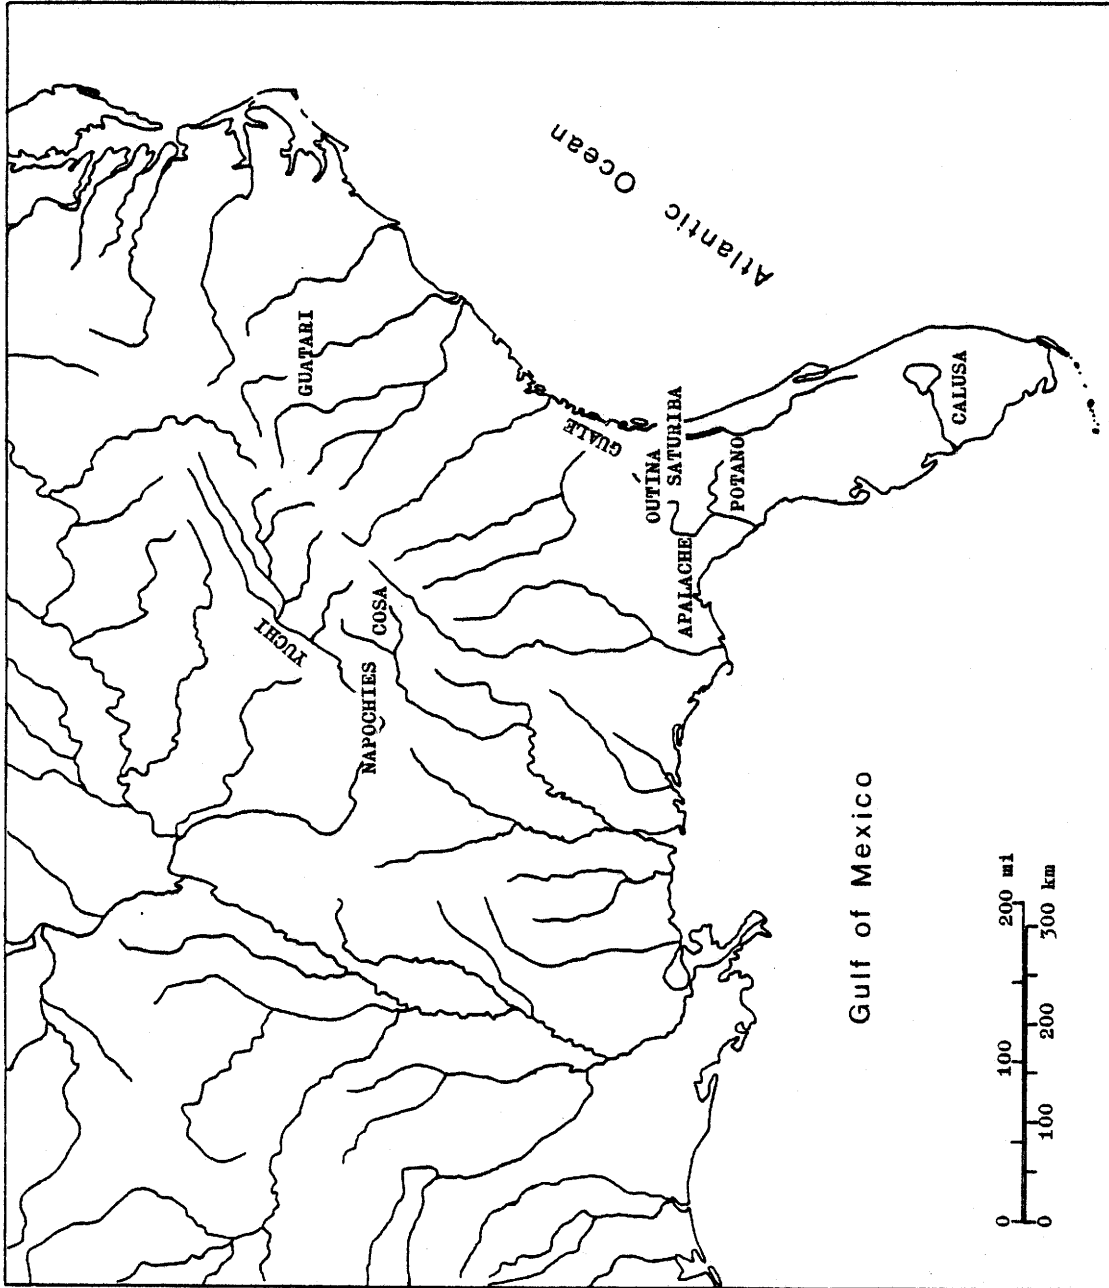 GUATARI
YUCHI
COSA
NAPOCHIES
GUALE
OUTINA
SATURIBA
APALACHE
POTANO
CALUSA
Atlantic Ocean
Gulf of Mexico
0 100 200 mi
0 100 200 300 km